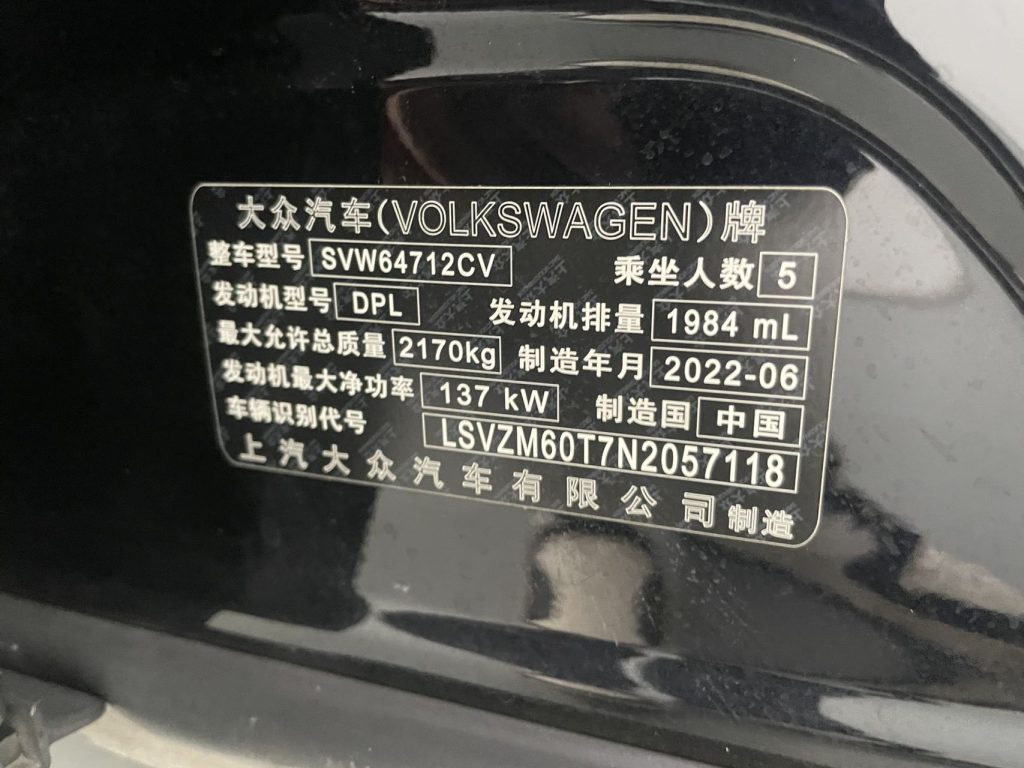 大众汽车(VOLKSWAGEN)牌
整车型号 SVW64712CV 乘坐人数 5
发动机型号 DPL 发动机排量 1984 mL
最大允许总质量 2170kg 制造年月 2022-06
发动机最大净功率 137 kW 制造国 中国
车辆识别代号 LSVZM60T7N2057118
上汽大众汽车有限公司制造